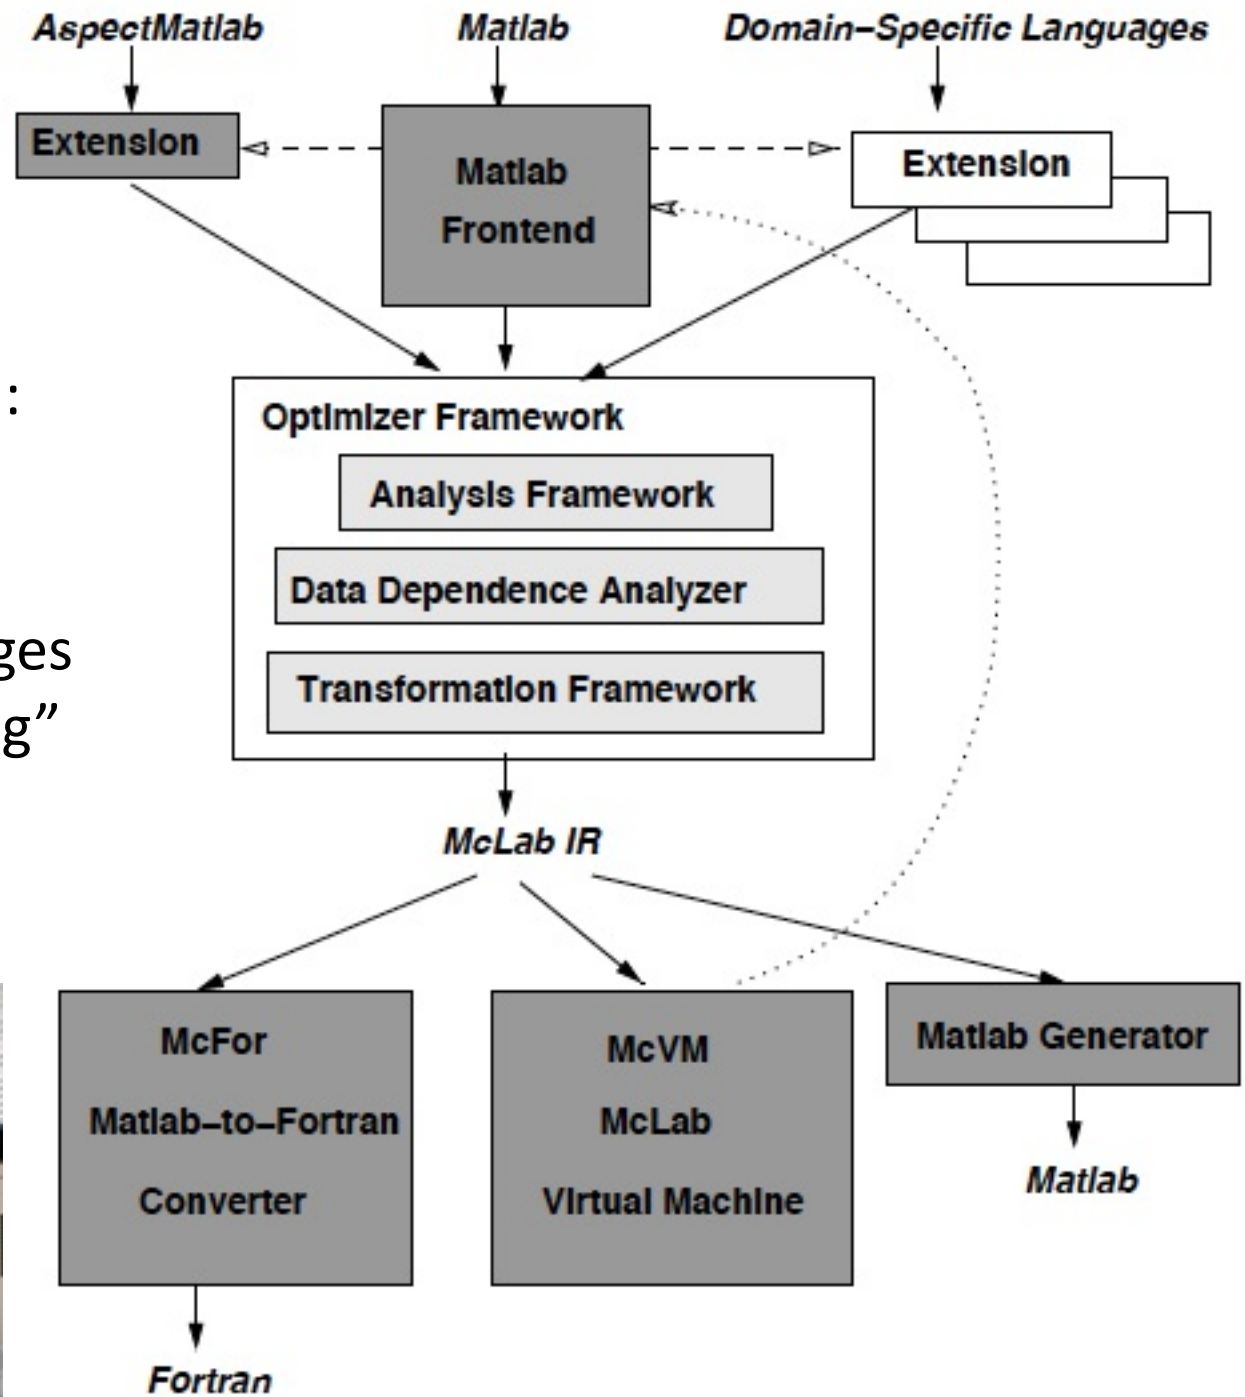 AspectMatlab
Matlab
Domain–Specific Languages
Extension
Matlab
Frontend
Extension
:
Optimizer Framework
Analysis Framework
Data Dependence Analyzer
ges
g”
Transformation Framework
McLab IR
McFor
Matlab–to–Fortran
Converter
McVM
McLab
Virtual Machine
Matlab Generator
Matlab
Fortran